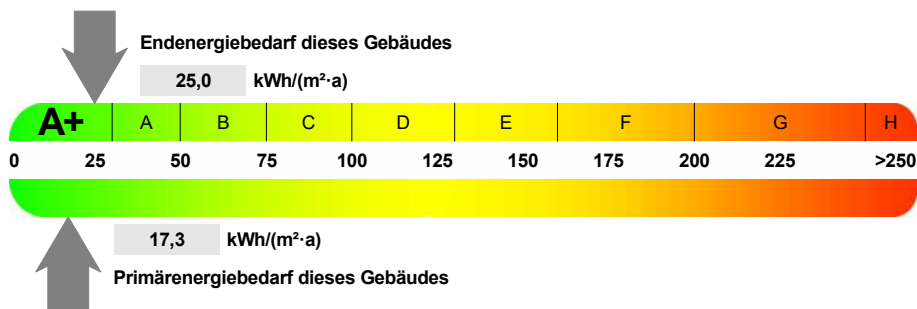 Endenergiebedarf dieses Gebäudes
25,0 kWh/(m²·a)
A+ A B C D E F G H
0 25 50 75 100 125 150 175 200 225 >250
17,3 kWh/(m²·a)
Primärenergiebedarf dieses Gebäudes